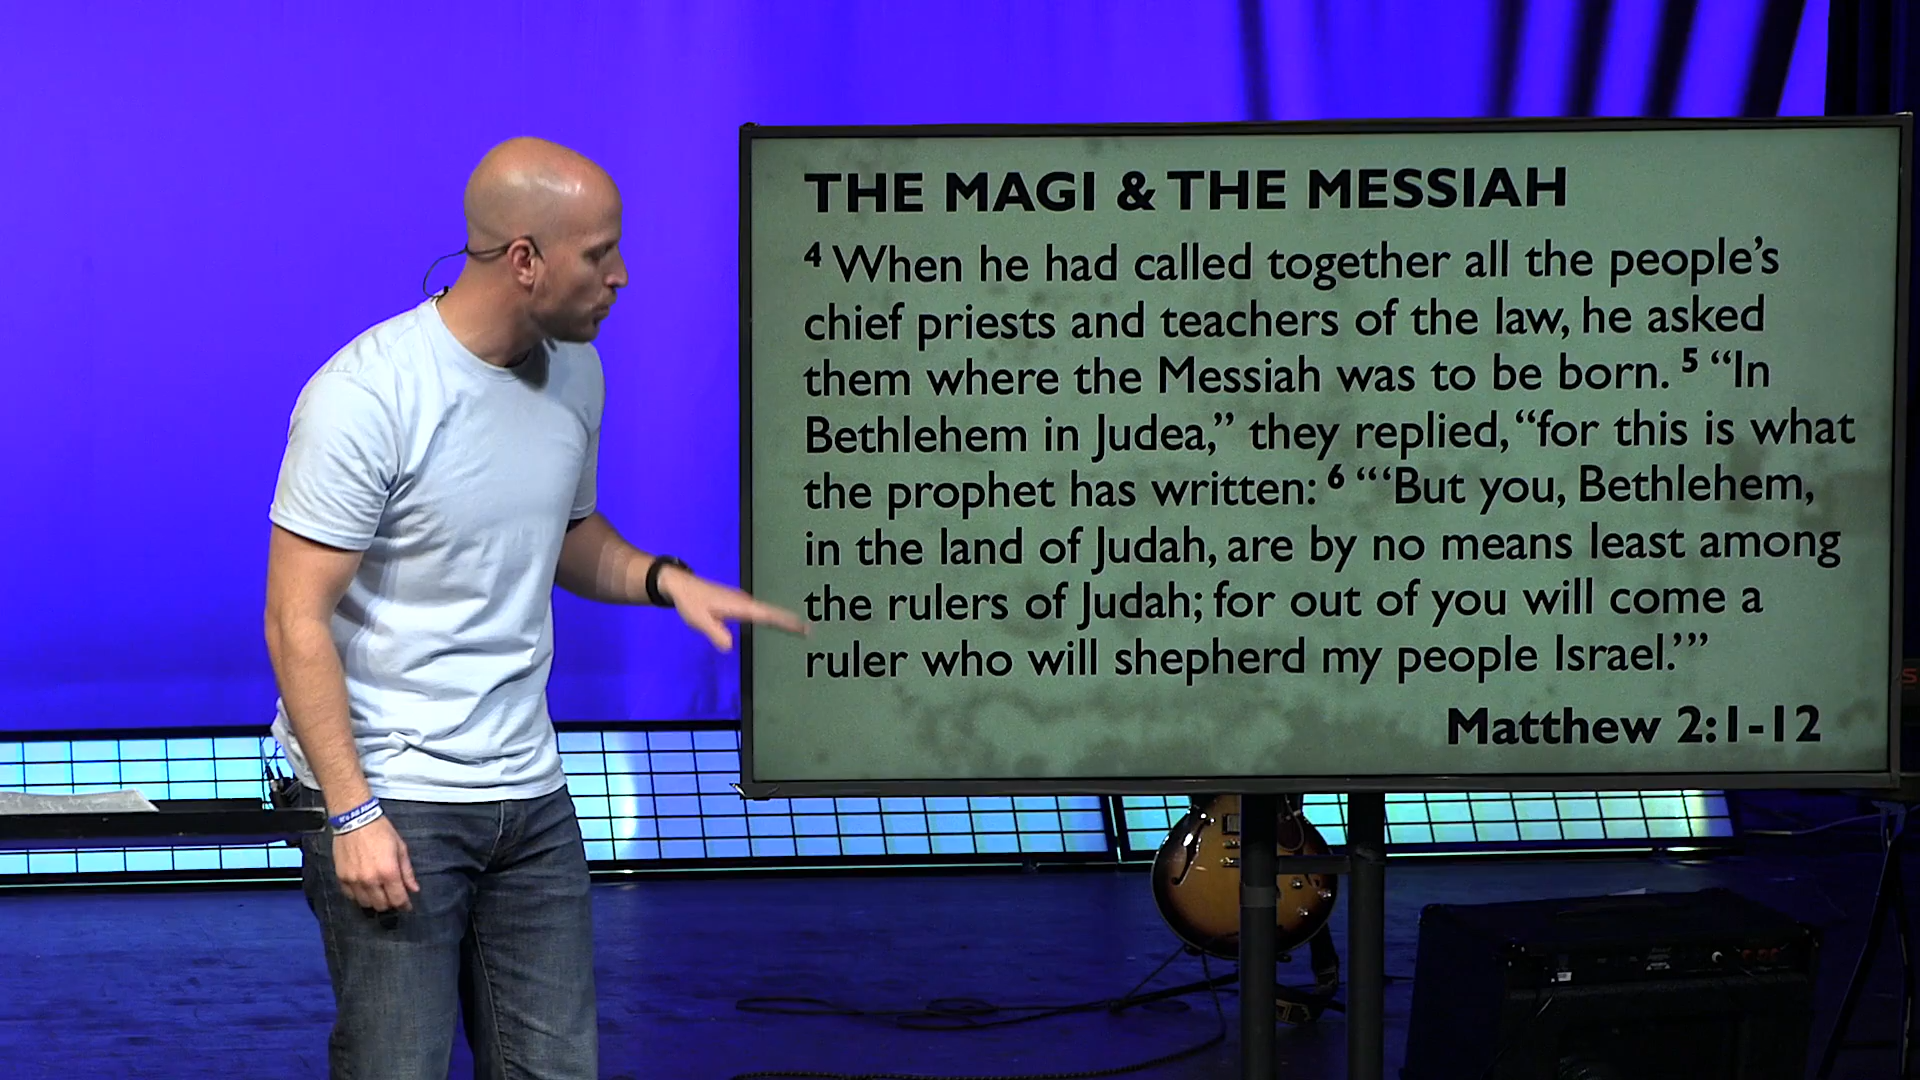 THE MAGI & THE MESSIAH
⁴ When he had called together all the people’s
chief priests and teachers of the law, he asked
them where the Messiah was to be born. ⁵ “In
Bethlehem in Judea,” they replied, “for this is what
the prophet has written: ⁶ “‘But you, Bethlehem,
in the land of Judah, are by no means least among
the rulers of Judah; for out of you will come a
ruler who will shepherd my people Israel.’”
Matthew 2:1-12
It's All About